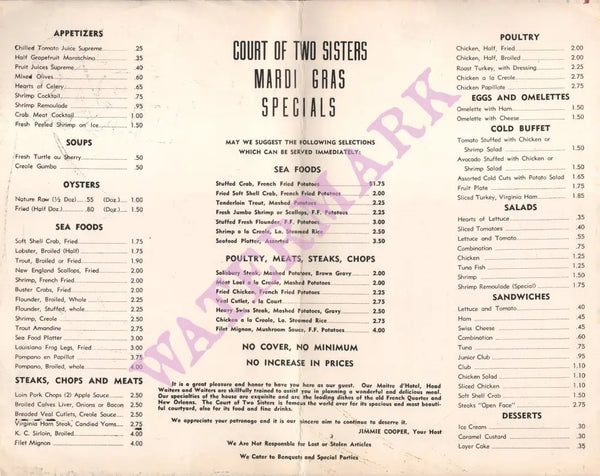 APPETIZERS
Chilled Tomato Juice Supreme .25
Half Grapefruit Maraschino .35
Fruit Juices Supreme .40
Mixed Olives .60
Hearts of Celery .65
Shrimp Cocktail .75
Shrimp Remoulade .95
Crab Meat Cocktail 1.00
Fresh Peeled Shrimp on Ice 1.50
SOUPS
Fresh Turtle au Sherry .50
Creole Gumbo .50
OYSTERS
Nature Raw (½ Doz) .55 (Doz.) 1.00
Fried (Half Doz.) .80 (Doz.) 1.50
SEA FOODS
Soft Shell Crab, Fried 1.75
Lobster, Broiled (Half) 1.75
Trout, Broiled or Fried 1.90
New England Scallops, Fried 2.00
Shrimp, French Fried 2.00
Buster Crabs, Fried 2.00
Flounder, Broiled, Whole 2.25
Flounder, Stuffed, whole 2.25
Shrimp, Creole 2.50
Trout Amandine 2.75
Sea Food Platter 3.00
Louisiana Frog Legs, Fried 3.00
Pompano en Papillot 3.75
Pompano, Broiled, whole 4.00
STEAKS, CHOPS AND MEATS
Loin Pork Chops (2) Apple Sauce 2.50
Broiled Calves Liver, Onions or Bacon 2.50
Breaded Veal Cutlets, Creole Sauce 2.50
Virginia Ham Steak, Candied Yams 2.75
K. C. Sirloin, Broiled 4.00
Filet Mignon 4.00
COURT OF TWO SISTERS
MARDI GRAS
SPECIALS
MAY WE SUGGEST THE FOLLOWING SELECTIONS
WHICH CAN BE SERVED IMMEDIATELY:
SEA FOODS
Stuffed Crab, French Fried Potatoes $1.75
Fried Soft Shell Crab, French Fried Potatoes 2.00
Tenderloin Trout, Mashed Potatoes 2.25
Fresh Jumbo Shrimp or Scallops, F.F. Potatoes 2.25
Stuffed Fresh Flounder, F.F. Potatoes 3.00
Shrimp a la Creole, La. Steamed Rice 2.50
Seafood Platter, Assorted 3.50
POULTRY, MEATS, STEAKS, CHOPS
Salisbury Steak, Mashed Potatoes, Brown Gravy 2.00
Meat Loaf a la Creole, Mashed Potatoes 2.00
Fried Chicken, French Fried Potatoes 2.25
Veal Cutlet, a la Court 2.75
Heavy Swiss Steak, Mashed Potatoes, Gravy 2.50
Chicken a la Creole, La. Steamed Rice 2.75
Filet Mignon, Mushroom Sauce, F.F. Potatoes 4.00
NO COVER, NO MINIMUM
NO INCREASE IN PRICES
It is a great pleasure and honor to have you here as our guest. Our Maitre d'Hotel, Head
Waiters and Waiters are skillfully trained to assist you in planning a wonderful and delicious meal.
Our specialties of the house are exquisite and are the leading dishes of the old French Quarter and
New Orleans. The Court of Two Sisters is famous the world over for its specious and most beauti-
ful courtyard, also for its food and fine drinks.
We appreciate your patronage and it is our sincere aim to continue to deserve it.
JIMMIE COOPER, Your Host
We Are Not Responsible for Lost or Stolen Articles
We Cater to Banquets and Special Parties
POULTRY
Chicken, Half, Fried 2.00
Chicken, Half, Broiled 2.00
Roast Turkey, with Dressing 2.25
Chicken a la Creole 2.75
Chicken Papillote 2.75
EGGS AND OMELETTES
Omelette with Ham 1.50
Omelette with Cheese 1.50
COLD BUFFET
Tomato Stuffed with Chicken or
Shrimp Salad 1.50
Avocado Stuffed with Chicken or
Shrimp Salad 1.50
Assorted Cold Cuts with Potato Salad 1.65
Fruit Plate 1.75
Sliced Turkey, Virginia Ham 1.85
SALADS
Hearts of Lettuce .35
Sliced Tomatoes .40
Lettuce and Tomato .55
Combination .75
Chicken 1.25
Tuna Fish 1.25
Shrimp 1.50
Shrimp Remoulade (Special) 1.75
SANDWICHES
Lettuce and Tomato .40
Ham .45
Swiss Cheese .45
Combination .60
Tuna .75
Junior Club .95
Club 1.10
Chicken Salad 1.10
Sliced Chicken 1.10
Soft Shell Crab 1.50
Steaks "Open Face" 2.75
DESSERTS
Ice Cream .30
Caramel Custard .30
Layer Cake .35
WATERMARK